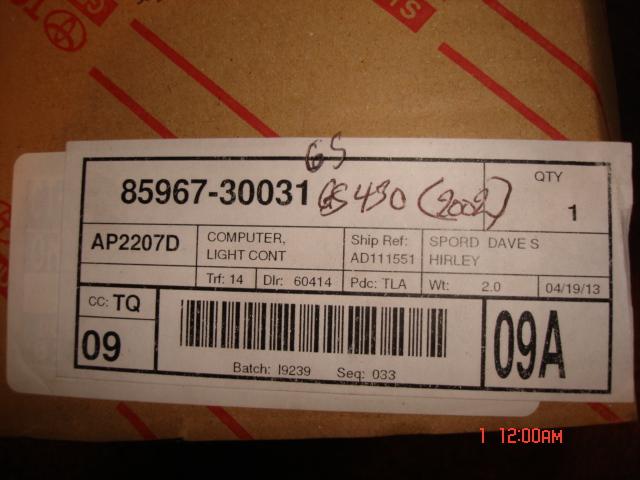 TO
G
SI
GS
85967-30031 GS 430 (2002)
QTY
1
AP2207D
COMPUTER,
LIGHT CONT
Ship Ref:
AD111551
SPORD DAVE S
HIRLEY
Trf: 14 Dlr: 60414 Pdc: TLA Wt: 2.0 04/19/13
CC: TQ
09
09A
Batch: I9239 Seq: 033
1 12:00AM